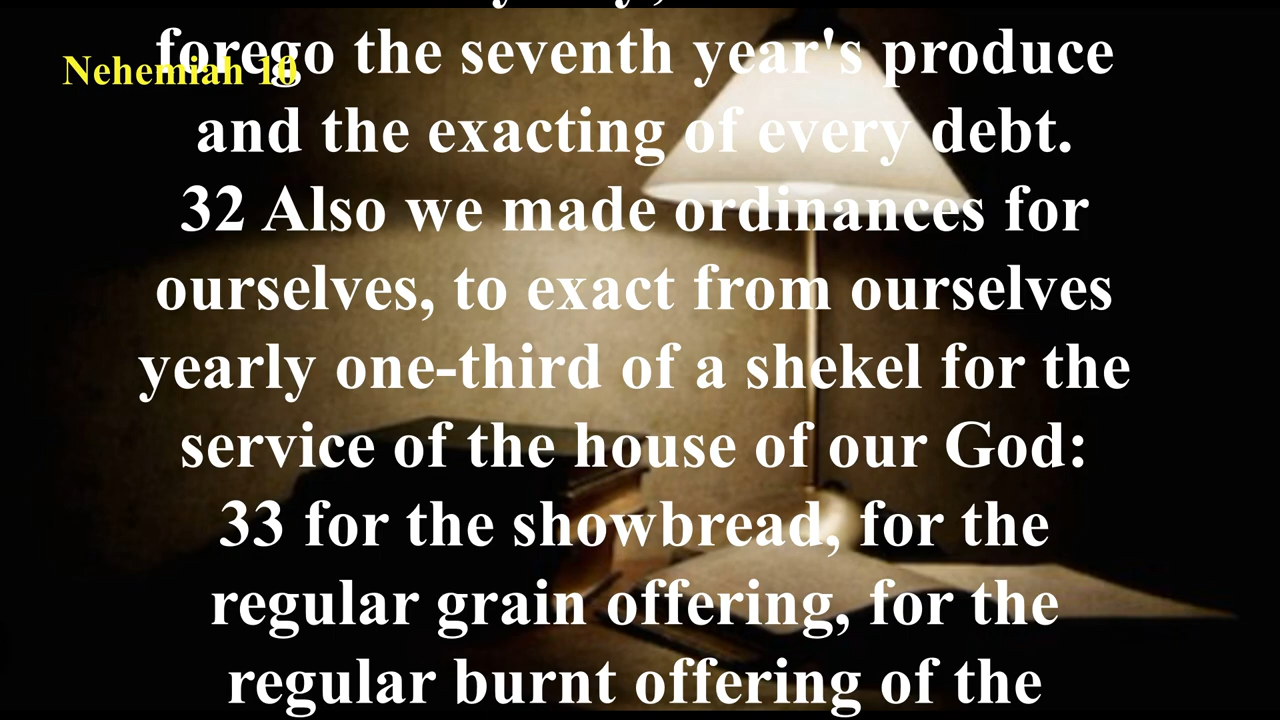 forego the seventh year's produce
Nehemiah 10
and the exacting of every debt.
32 Also we made ordinances for
ourselves, to exact from ourselves
yearly one-third of a shekel for the
service of the house of our God:
33 for the showbread, for the
regular grain offering, for the
regular burnt offering of the